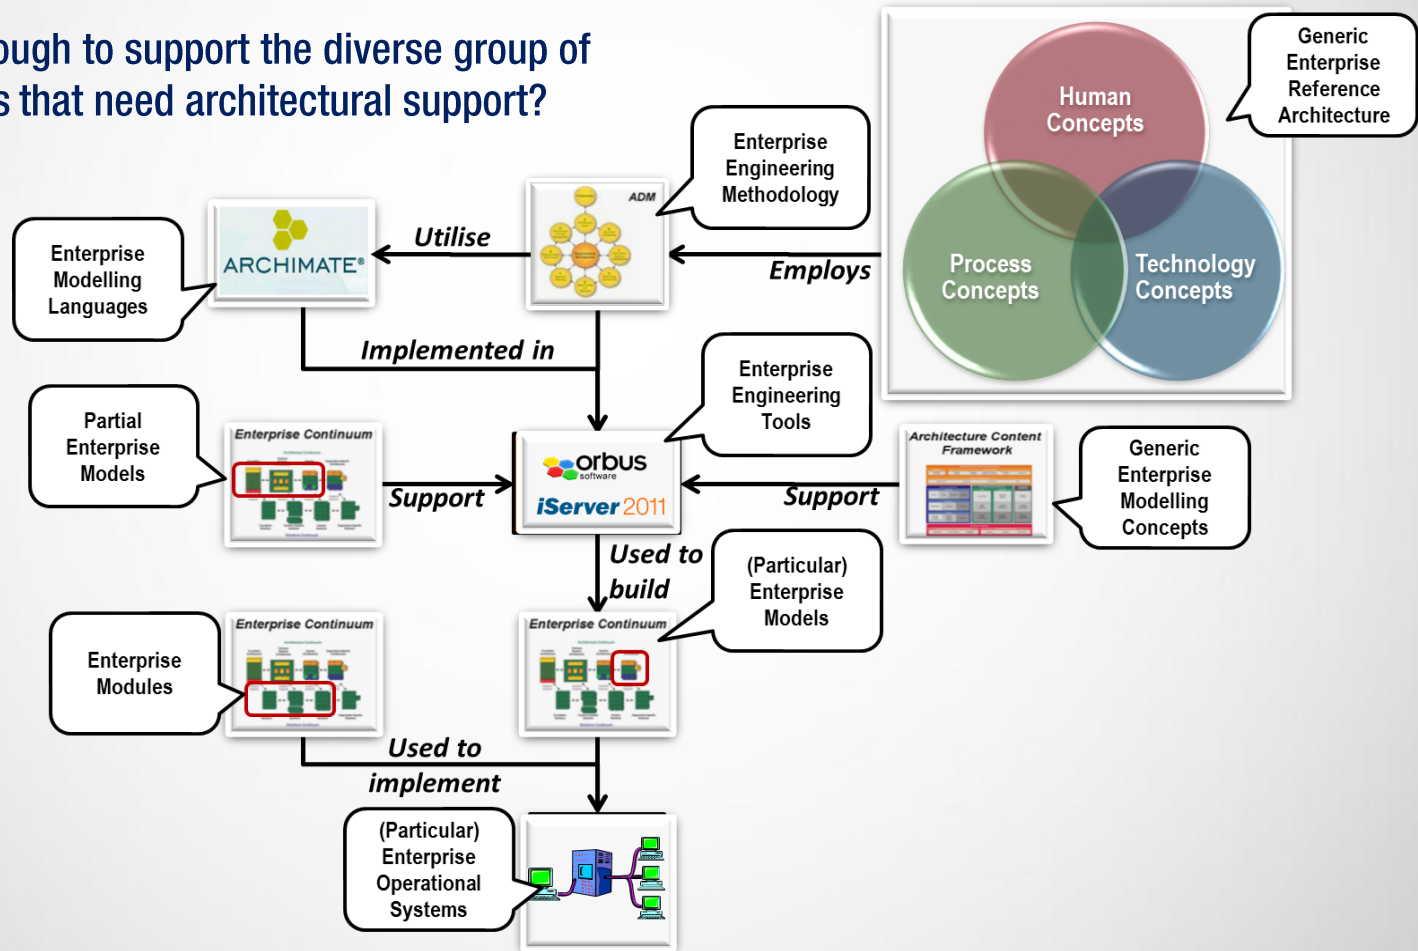 ough to support the diverse group of
s that need architectural support?
Generic
Enterprise
Reference
Architecture
Human
Concepts
Process
Concepts
Technology
Concepts
Enterprise
Engineering
Methodology
ADM
Employs
Utilise
ARCHIMATE®
Enterprise
Modelling
Languages
Implemented in
Enterprise
Engineering
Tools
Partial
Enterprise
Models
Enterprise Continuum
Support
orbus
software
iServer 2011
Support
Architecture Content
Framework
Generic
Enterprise
Modelling
Concepts
Used to
build
(Particular)
Enterprise
Models
Enterprise
Modules
Enterprise Continuum
Enterprise Continuum
Used to
implement
(Particular)
Enterprise
Operational
Systems